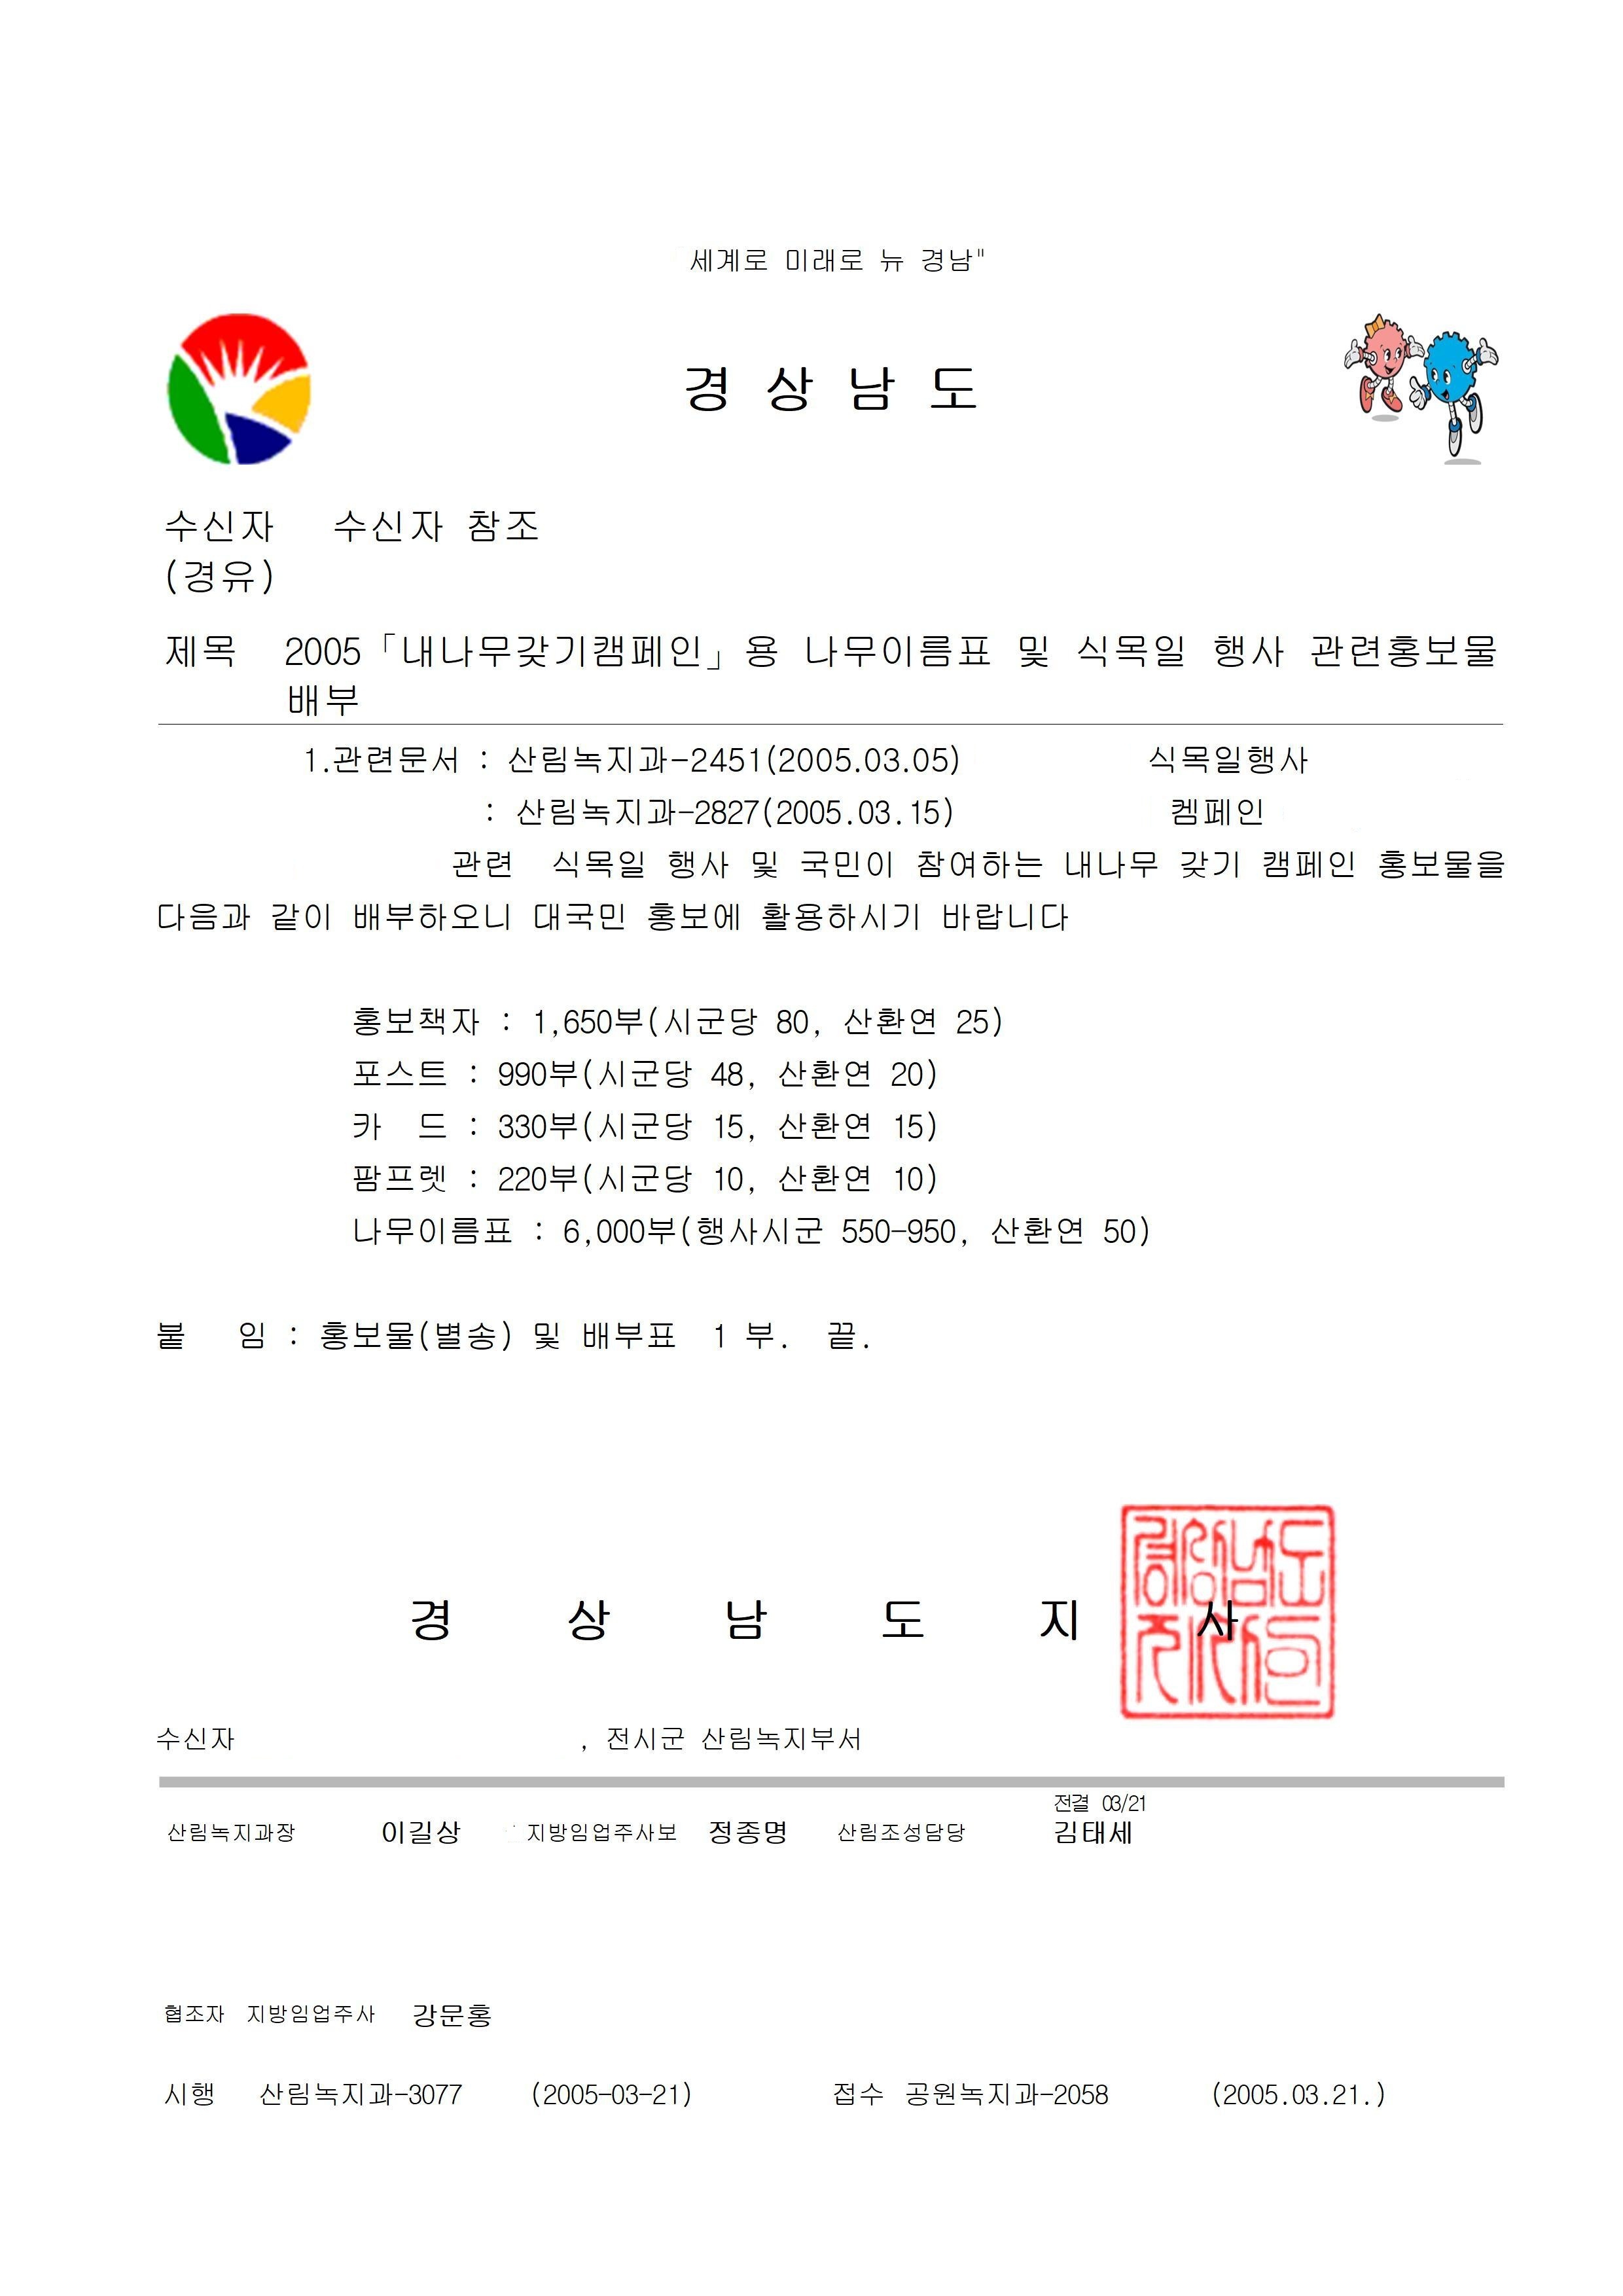 세계로 미래로 뉴 경남"
경 상 남 도
수신자 수신자 참조
(경유)
제목 2005「내나무갖기캠페인」용 나무이름표 및 식목일 행사 관련홍보물
배부
1.관련문서 : 산림녹지과-2451(2005.03.05) 식목일행사
: 산림녹지과-2827(2005.03.15) 켐페인
관련 식목일 행사 및 국민이 참여하는 내나무 갖기 캠페인 홍보물을
다음과 같이 배부하오니 대국민 홍보에 활용하시기 바랍니다
홍보책자 : 1,650부(시군당 80, 산환연 25)
포스트 : 990부(시군당 48, 산환연 20)
카 드 : 330부(시군당 15, 산환연 15)
팜프렛 : 220부(시군당 10, 산환연 10)
나무이름표 : 6,000부(행사시군 550-950, 산환연 50)
붙 임 : 홍보물(별송) 및 배부표 1 부. 끝.
경 상 남 도 지 사
수신자 , 전시군 산림녹지부서
전결 03/21
산림녹지과장 이길상 지방임업주사보 정종명 산림조성담당 김태세
협조자 지방임업주사 강문홍
시행 산림녹지과-3077 (2005-03-21) 접수 공원녹지과-2058 (2005.03.21.)